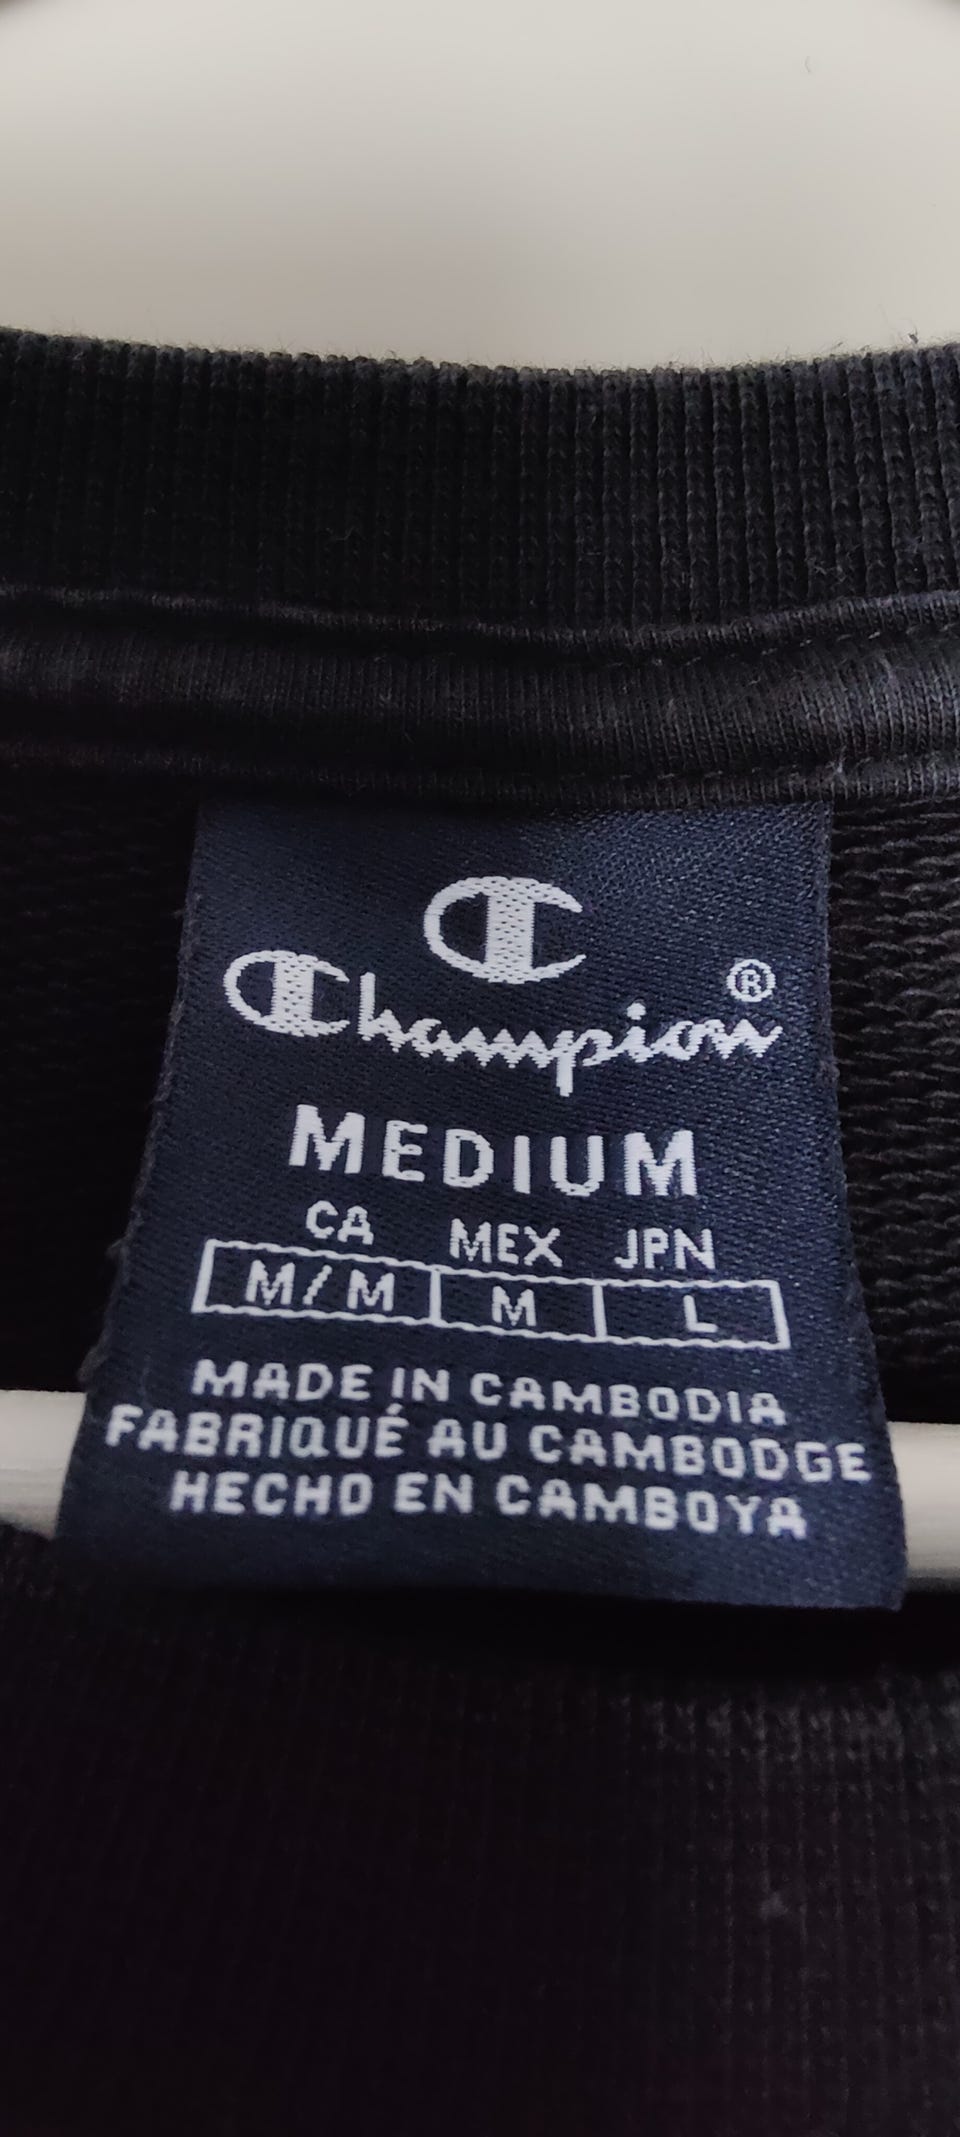 C
Champion®
MEDIUM
CA MEX JPN
M/M M L
MADE IN CAMBODIA
FABRIQUÉ AU CAMBODGE
HECHO EN CAMBOYA